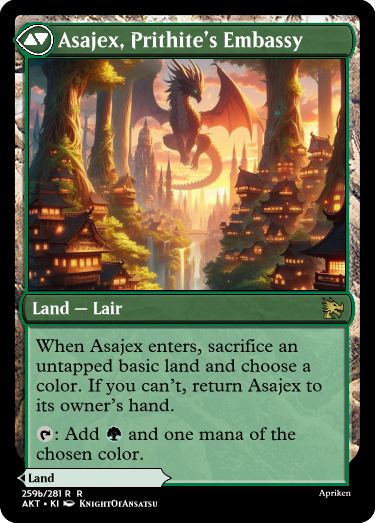 Asajex, Prithite's Embassy
Land — Lair
When Asajex enters, sacrifice an
untapped basic land and choose a
color. If you can't, return Asajex to
its owner's hand.
: Add and one mana of the
chosen color.
Land
259b/281 R R
AKT • KI KnightOfAnsatsu
Apriken